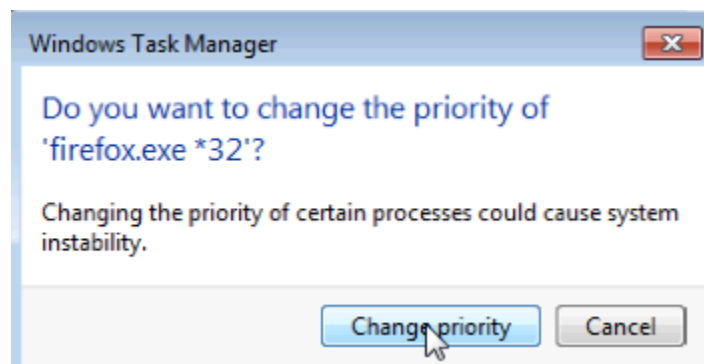 Windows Task Manager
Do you want to change the priority of
'firefox.exe *32'?
Changing the priority of certain processes could cause system
instability.
Change priority
Cancel